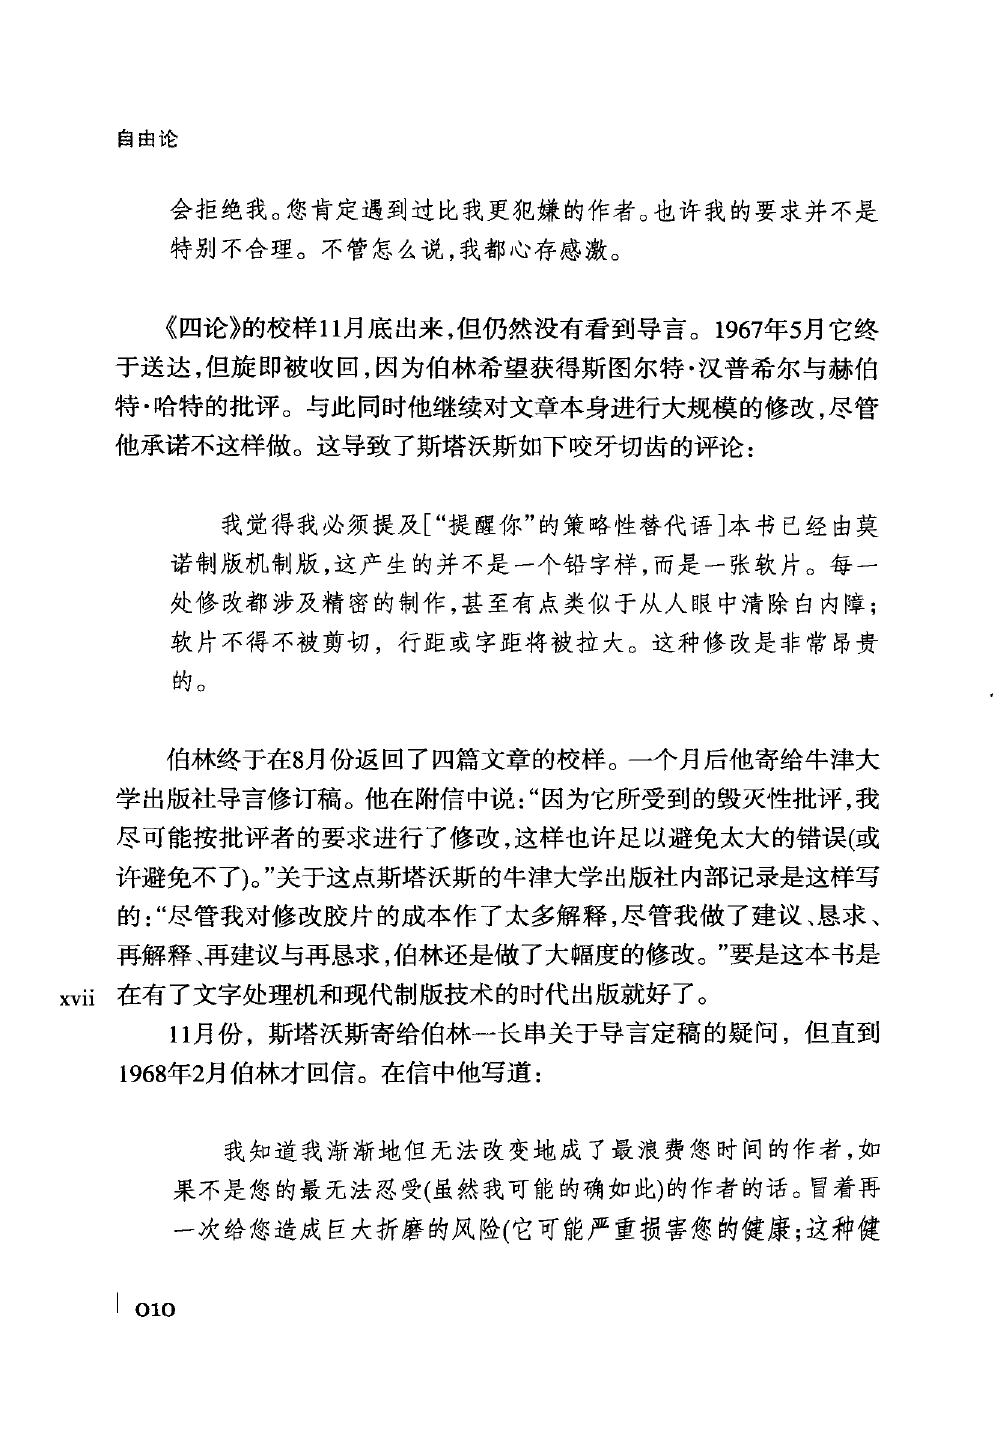 自由论
会拒绝我。您肯定遇到过比我更犯嫌的作者。也许我的要求并不是
特别不合理。不管怎么说,我都心存感激。
《四论》的校样11月底出来,但仍然没有看到导言。1967年5月它终
于送达,但旋即被收回,因为伯林希望获得斯图尔特·汉普希尔与赫伯
特·哈特的批评。与此同时他继续对文章本身进行大规模的修改,尽管
他承诺不这样做。这导致了斯塔沃斯如下咬牙切齿的评论:
我觉得我必须提及[“提醒你”的策略性替代语]本书已经由莫
诺制版机制版,这产生的并不是一个铅字样,而是一张软片。每一
处修改都涉及精密的制作,甚至有点类似于从人眼中清除白内障;
软片不得不被剪切，行距或字距将被拉大。这种修改是非常昂贵
的。
伯林终于在8月份返回了四篇文章的校样。一个月后他寄给牛津大
学出版社导言修订稿。他在附信中说:“因为它所受到的毁灭性批评,我
尽可能按批评者的要求进行了修改,这样也许足以避免太大的错误(或
许避免不了)。”关于这点斯塔沃斯的牛津大学出版社内部记录是这样写
的:“尽管我对修改胶片的成本作了太多解释,尽管我做了建议、恳求、
再解释、再建议与再恳求,伯林还是做了大幅度的修改。”要是这本书是
xvii 在有了文字处理机和现代制版技术的时代出版就好了。
11月份，斯塔沃斯寄给伯林一长串关于导言定稿的疑问，但直到
1968年2月伯林才回信。在信中他写道:
我知道我渐渐地但无法改变地成了最浪费您时间的作者,如
果不是您的最无法忍受(虽然我可能的确如此)的作者的话。冒着再
一次给您造成巨大折磨的风险(它可能严重损害您的健康;这种健
010